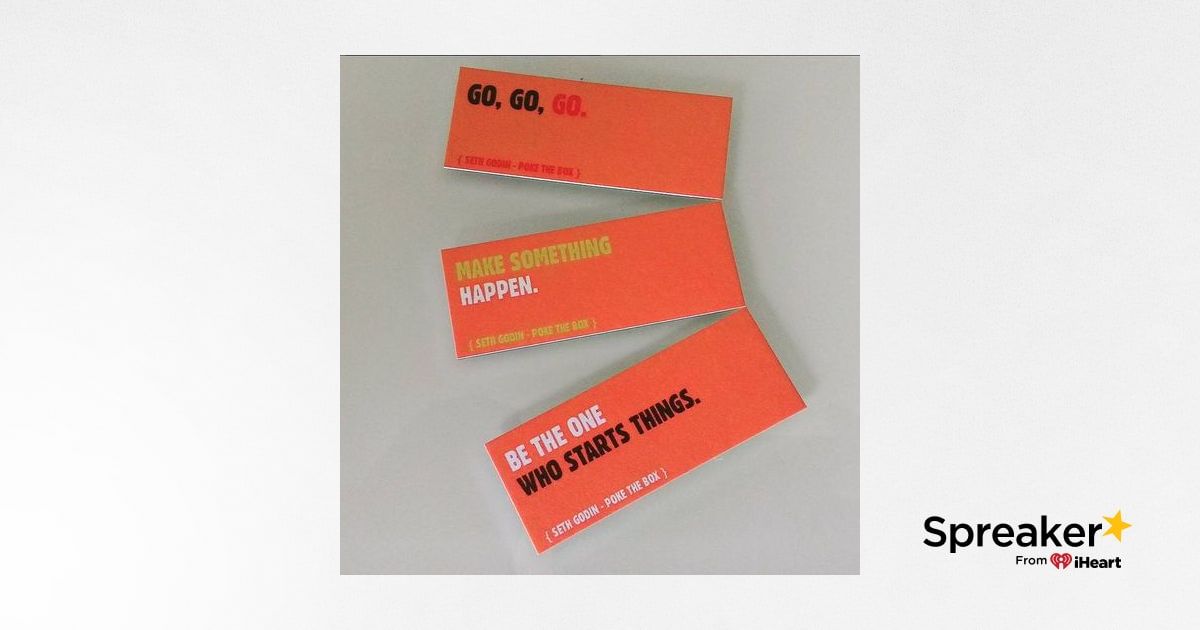 GO, GO, GO.
{ SETH GODIN - POKE THE BOX }
MAKE SOMETHING
HAPPEN.
{ SETH GODIN - POKE THE BOX }
BE THE ONE
WHO STARTS THINGS.
{ SETH GODIN - POKE THE BOX }
Spreaker
From iHeart